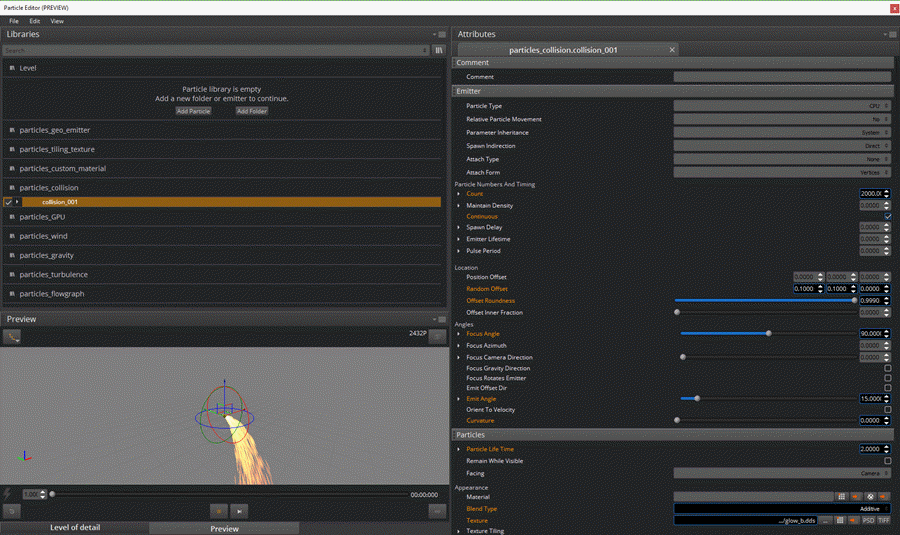 Particle Editor (PREVIEW)
File Edit View
Libraries
Search
Level
Particle library is empty
Add a new folder or emitter to continue.
Add Particle Add Folder
particles_geo_emitter
particles_tiling_texture
particles_custom_material
particles_collision
collision_001
particles_GPU
particles_wind
particles_gravity
particles_turbulence
particles_flowgraph
Preview
2432P
1.00
00:00:000
Level of detail Preview
Attributes
particles_collision.collision_001
Comment
Comment
Emitter
Particle Type CPU
Relative Particle Movement No
Parameter Inheritance System
Spawn Indirection Direct
Attach Type None
Attach Form Vertices
Particle Numbers And Timing
Count 2000.00
Maintain Density 0.0000
Continuous
Spawn Delay 0.0000
Emitter Lifetime 0.0000
Pulse Period 0.0000
Location
Position Offset 0.0000 0.0000 0.0000
Random Offset 0.1000 0.1000 0.0000
Offset Roundness 0.9990
Offset Inner Fraction 0.0000
Angles
Focus Angle 90.0000
Focus Azimuth 0.0000
Focus Camera Direction 0.0000
Focus Gravity Direction
Focus Rotates Emitter
Emit Offset Dir
Emit Angle 15.0000
Orient To Velocity
Curvature 0.0000
Particles
Particle Life Time 2.0000
Remain While Visible
Facing Camera
Appearance
Material
Blend Type Additive
Texture .../glow_b.dds ... PSD TIFF
Texture Tiling